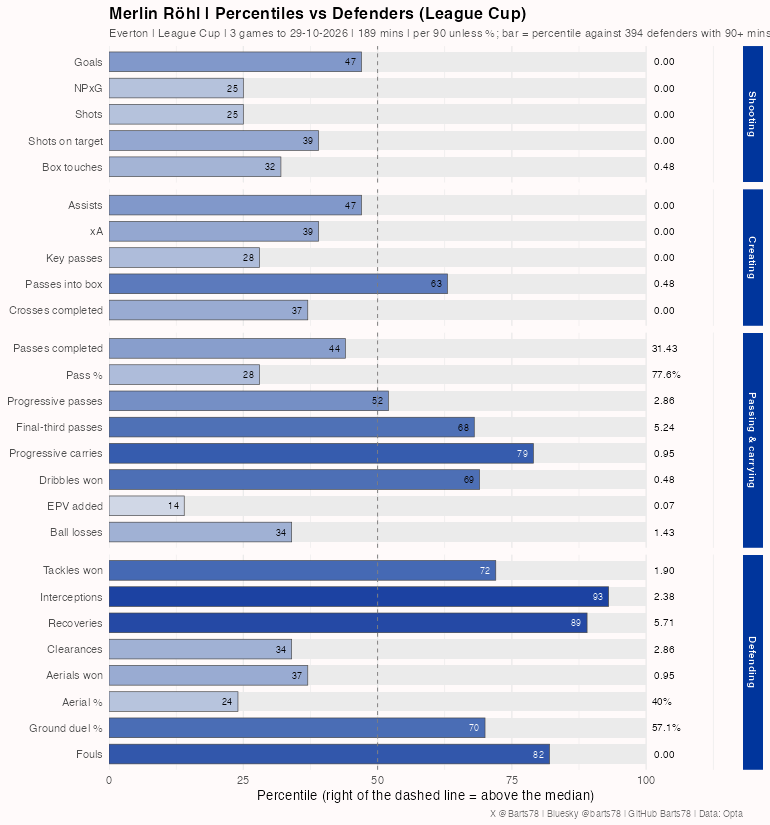 Merlin Röhl | Percentiles vs Defenders (League Cup)
Everton | League Cup | 3 games to 29-10-2026 | 189 mins | per 90 unless %; bar = percentile against 394 defenders with 90+ mins
Goals 47 0.00
NPxG 25 0.00
Shots 25 0.00
Shots on target 39 0.00
Box touches 32 0.48
Shooting
Assists 47 0.00
xA 39 0.00
Key passes 28 0.00
Passes into box 63 0.48
Crosses completed 37 0.00
Creating
Passes completed 44 31.43
Pass % 28 77.6%
Progressive passes 52 2.86
Final-third passes 68 5.24
Progressive carries 79 0.95
Dribbles won 69 0.48
EPV added 14 0.07
Ball losses 34 1.43
Passing & carrying
Tackles won 72 1.90
Interceptions 93 2.38
Recoveries 89 5.71
Clearances 34 2.86
Aerials won 37 0.95
Aerial % 24 40%
Ground duel % 70 57.1%
Fouls 82 0.00
Defending
0 25 50 75 100
Percentile (right of the dashed line = above the median)
X @Barts78 | Bluesky @barts78 | GitHub Barts78 | Data: Opta